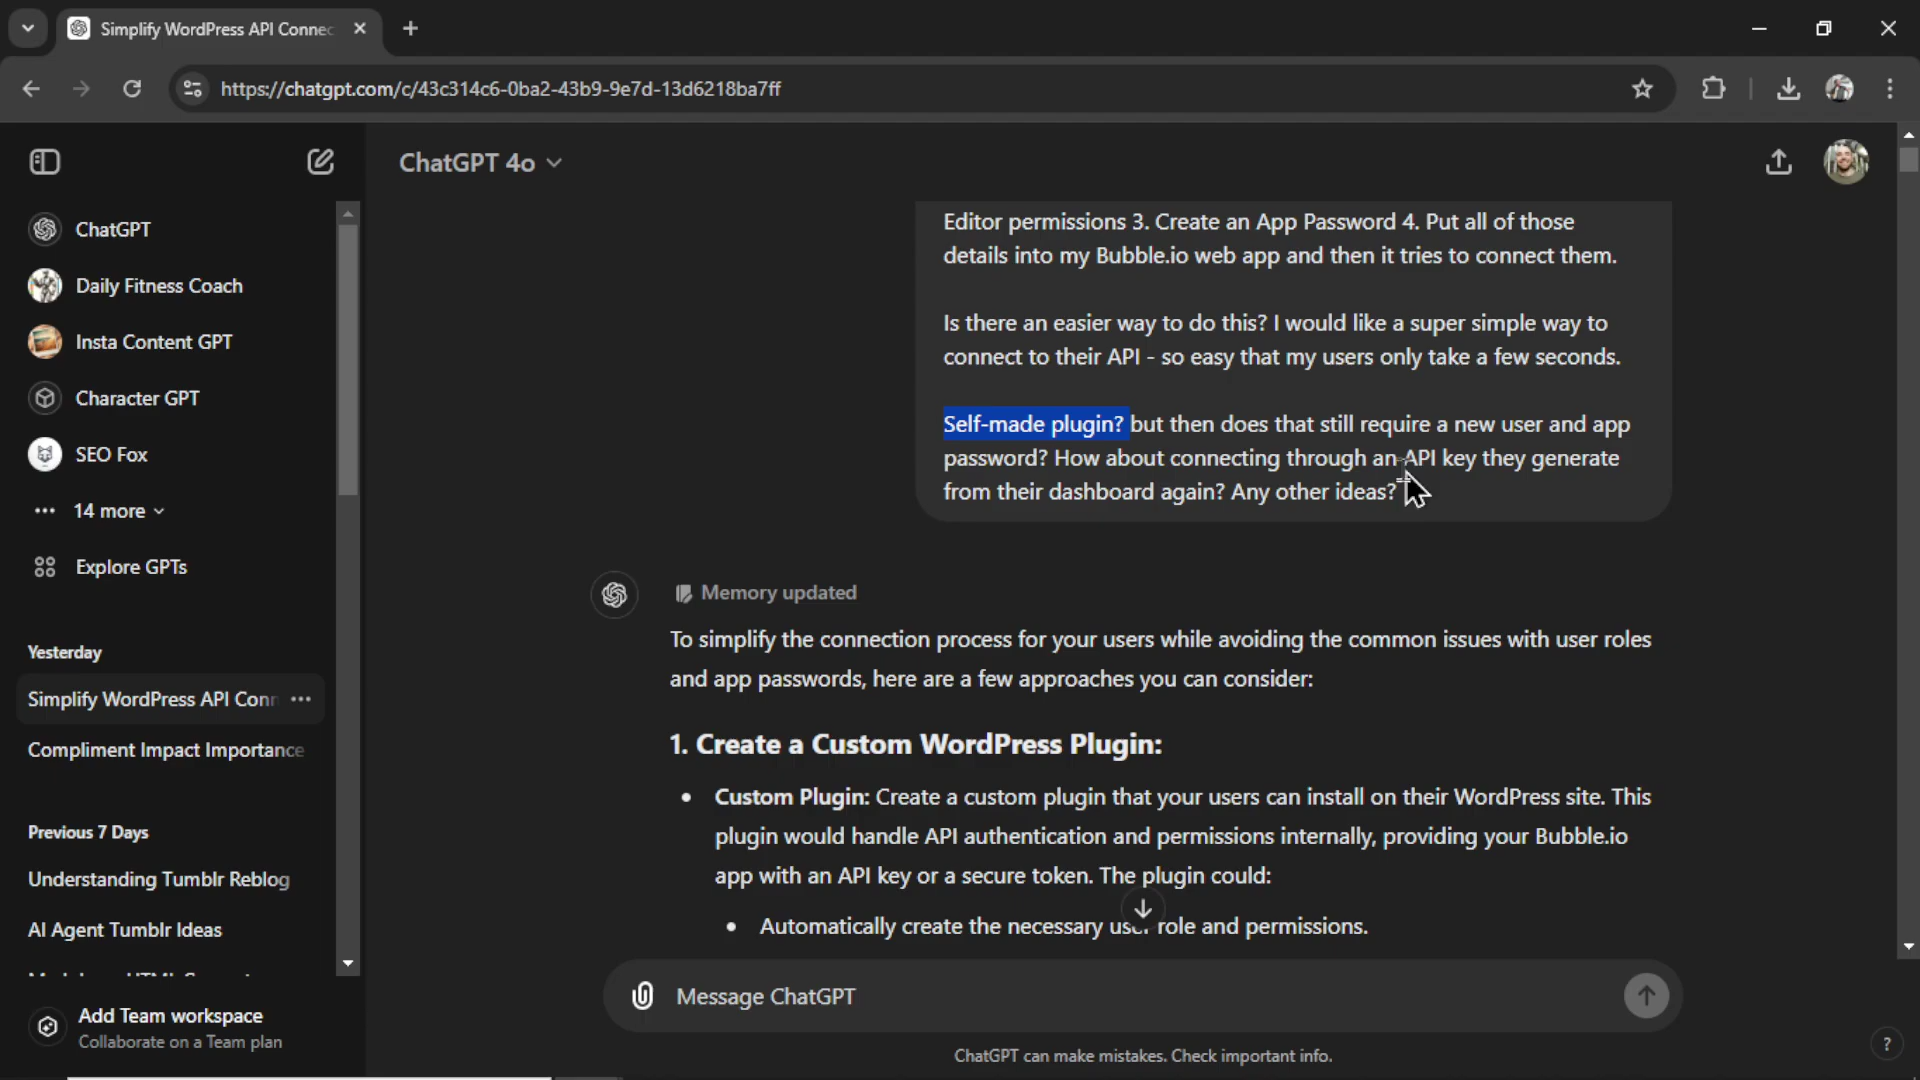 Simplify WordPress API Connec
https://chatgpt.com/c/43c314c6-0ba2-43b9-9e7d-13d6218ba7ff
ChatGPT 4o
ChatGPT
Daily Fitness Coach
Insta Content GPT
Character GPT
SEO Fox
14 more
Explore GPTs
Yesterday
Simplify WordPress API Conn
Compliment Impact Importance
Previous 7 Days
Understanding Tumblr Reblog
AI Agent Tumblr Ideas
Add Team workspace
Collaborate on a Team plan
Editor permissions 3. Create an App Password 4. Put all of those
details into my Bubble.io web app and then it tries to connect them.
Is there an easier way to do this? I would like a super simple way to
connect to their API - so easy that my users only take a few seconds.
Self-made plugin? but then does that still require a new user and app
password? How about connecting through an API key they generate
from their dashboard again? Any other ideas?
Memory updated
To simplify the connection process for your users while avoiding the common issues with user roles
and app passwords, here are a few approaches you can consider:
1. Create a Custom WordPress Plugin:
• Custom Plugin: Create a custom plugin that your users can install on their WordPress site. This
plugin would handle API authentication and permissions internally, providing your Bubble.io
app with an API key or a secure token. The plugin could:
• Automatically create the necessary user role and permissions.
Message ChatGPT
ChatGPT can make mistakes. Check important info.
?